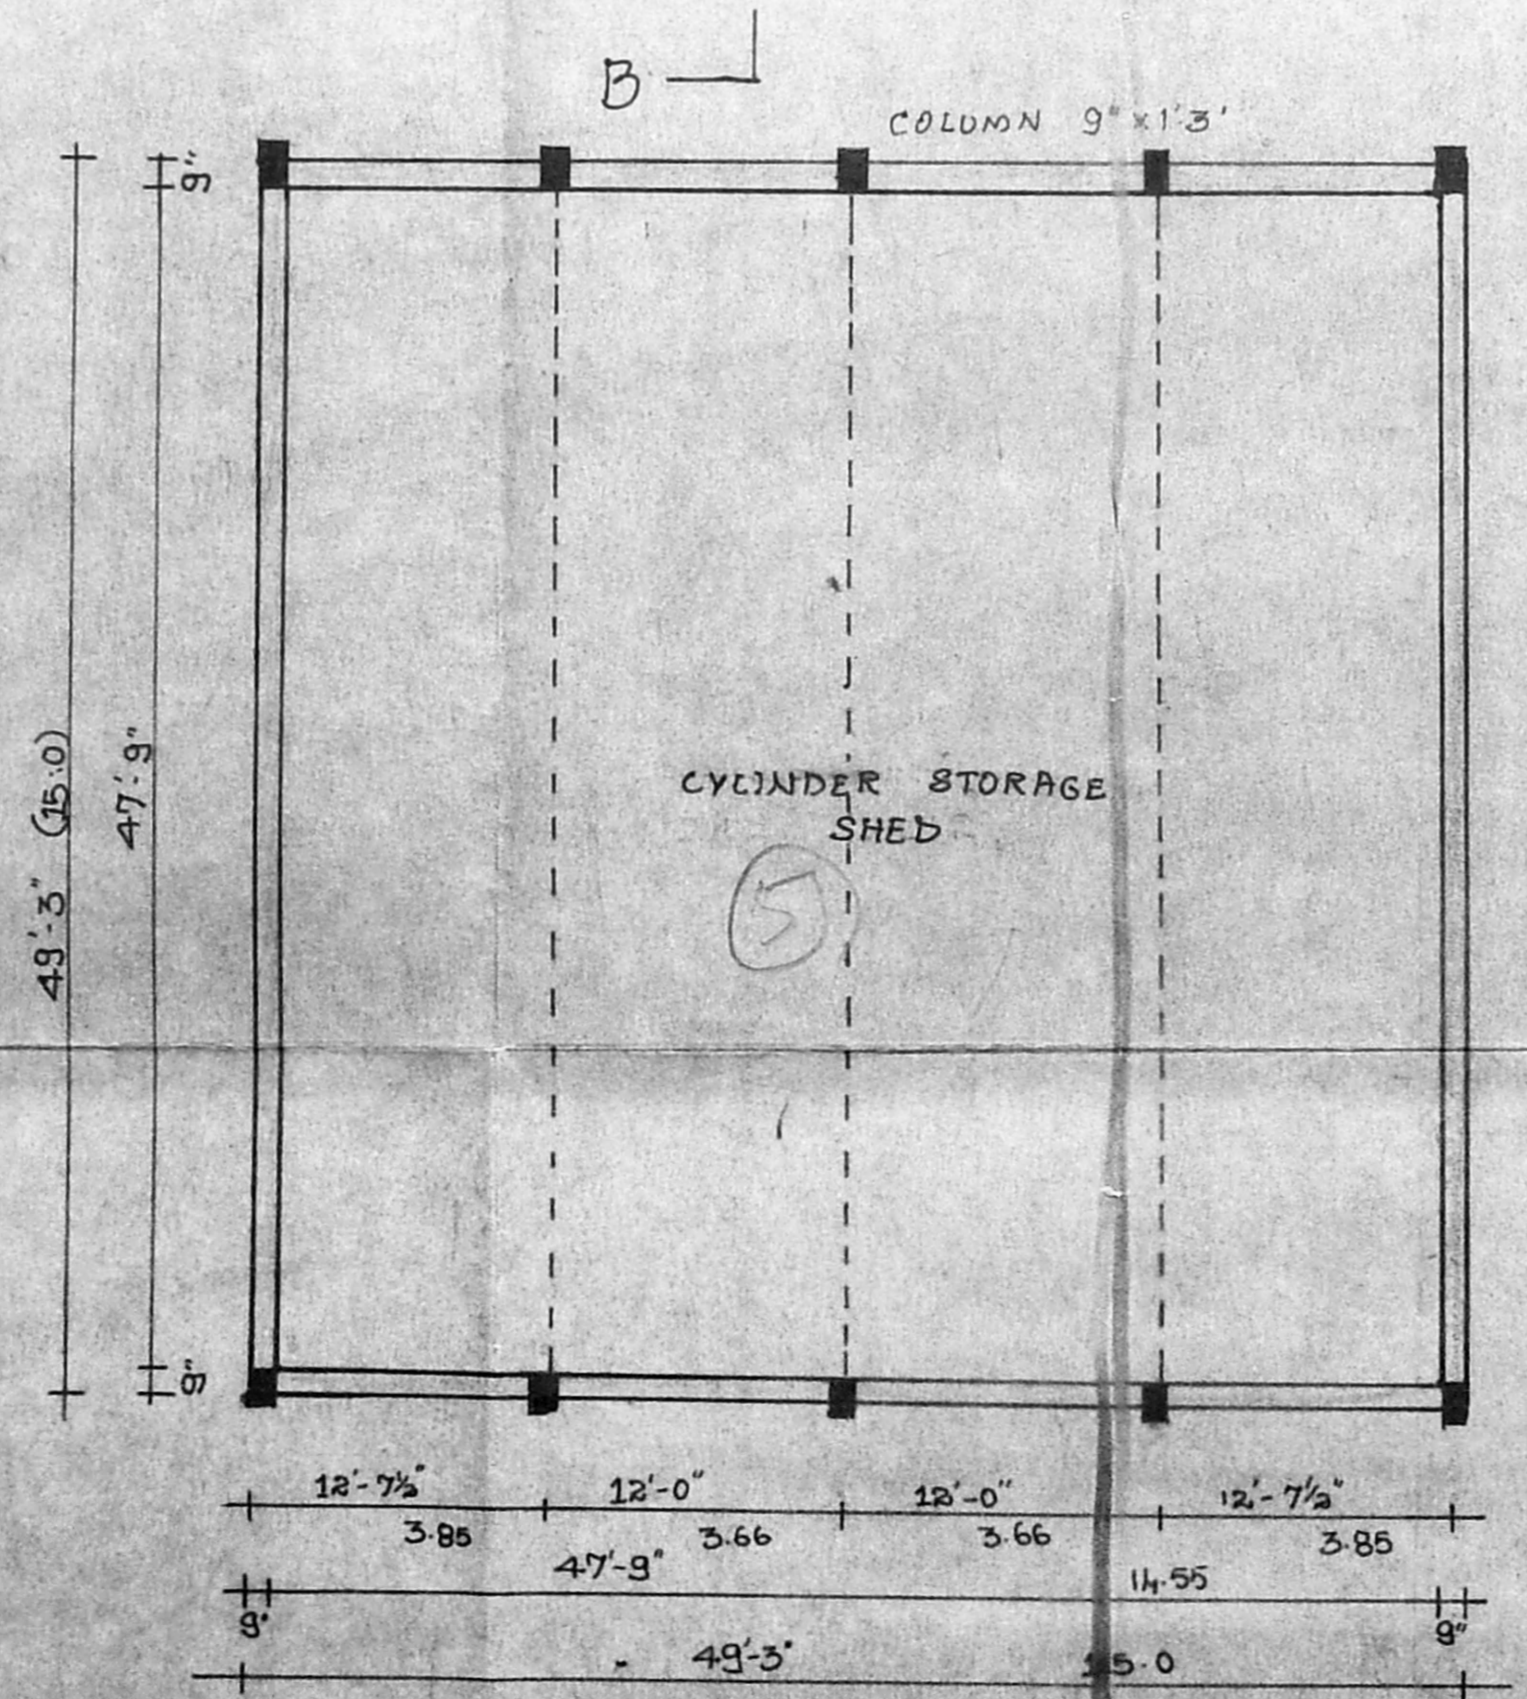 B
COLUMN 9" x 1'3'
9"
49'-3" (15.0)
47'-9"
CYLINDER STORAGE
SHED
5
9"
12'-7½" 12'-0" 12'-0" 12'-7½"
3.85 3.66 3.66 3.85
47'-9" 14.55
9" 9"
49'-3" 15.0